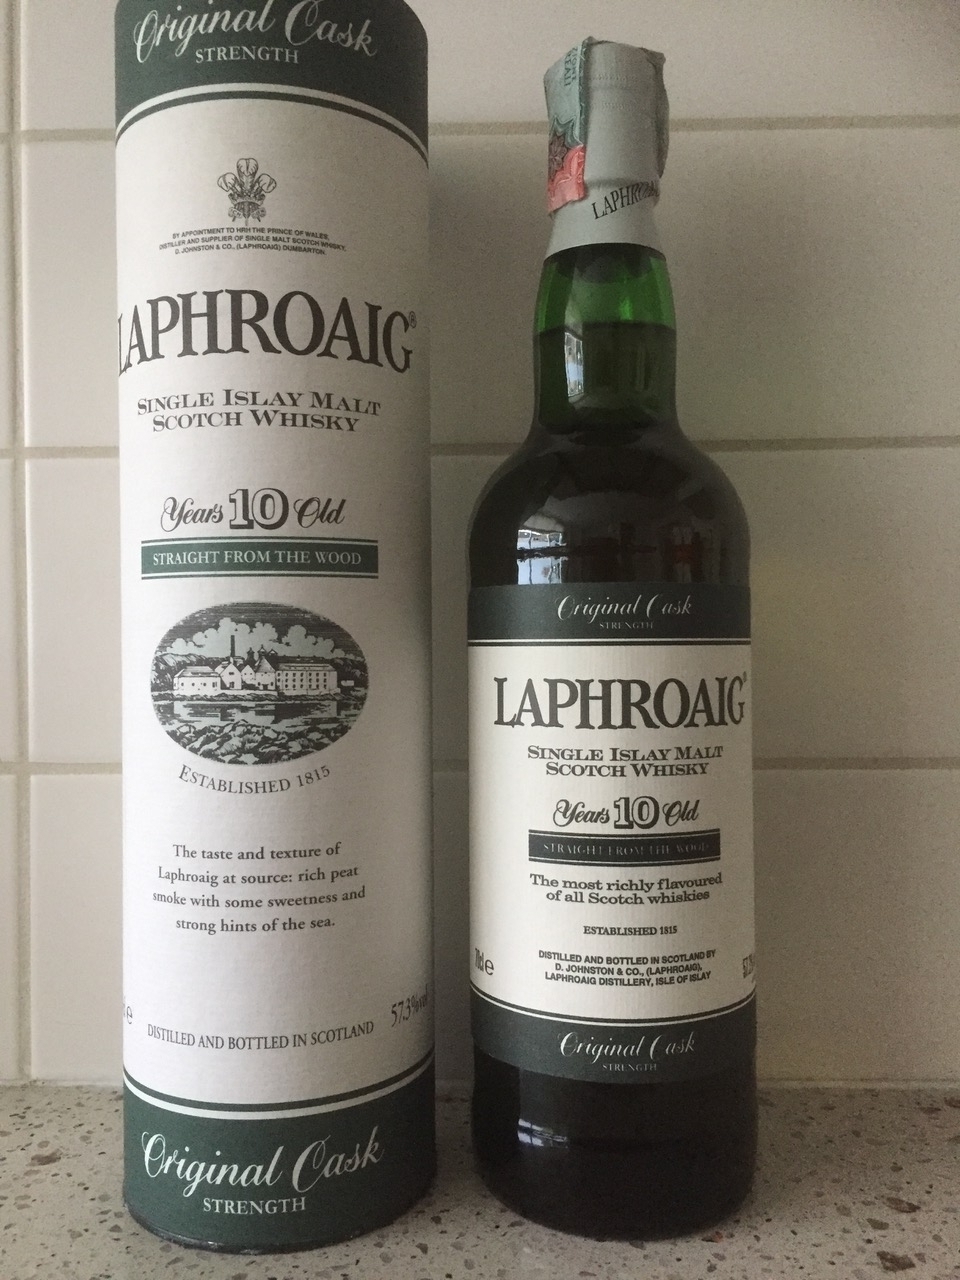 Original Cask
STRENGTH
BY APPOINTMENT TO HRH THE PRINCE OF WALES,
DISTILLER AND SUPPLIER OF SINGLE MALT SCOTCH WHISKY,
D. JOHNSTON & CO., (LAPHROAIG) DUMBARTON.
LAPHROAIG®
SINGLE ISLAY MALT
SCOTCH WHISKY
Years 10 Old
STRAIGHT FROM THE WOOD
ESTABLISHED 1815
The taste and texture of
Laphroaig at source: rich peat
smoke with some sweetness and
strong hints of the sea.
e
57.3%vol
DISTILLED AND BOTTLED IN SCOTLAND
Original Cask
STRENGTH
LAPHROAIG
Original Cask
STRENGTH
LAPHROAIG®
SINGLE ISLAY MALT
SCOTCH WHISKY
Years 10 Old
STRAIGHT FROM THE WOOD
The most richly flavoured
of all Scotch whiskies
ESTABLISHED 1815
DISTILLED AND BOTTLED IN SCOTLAND BY
D. JOHNSTON & CO., (LAPHROAIG),
LAPHROAIG DISTILLERY, ISLE OF ISLAY
70cl e
Original Cask
STRENGTH